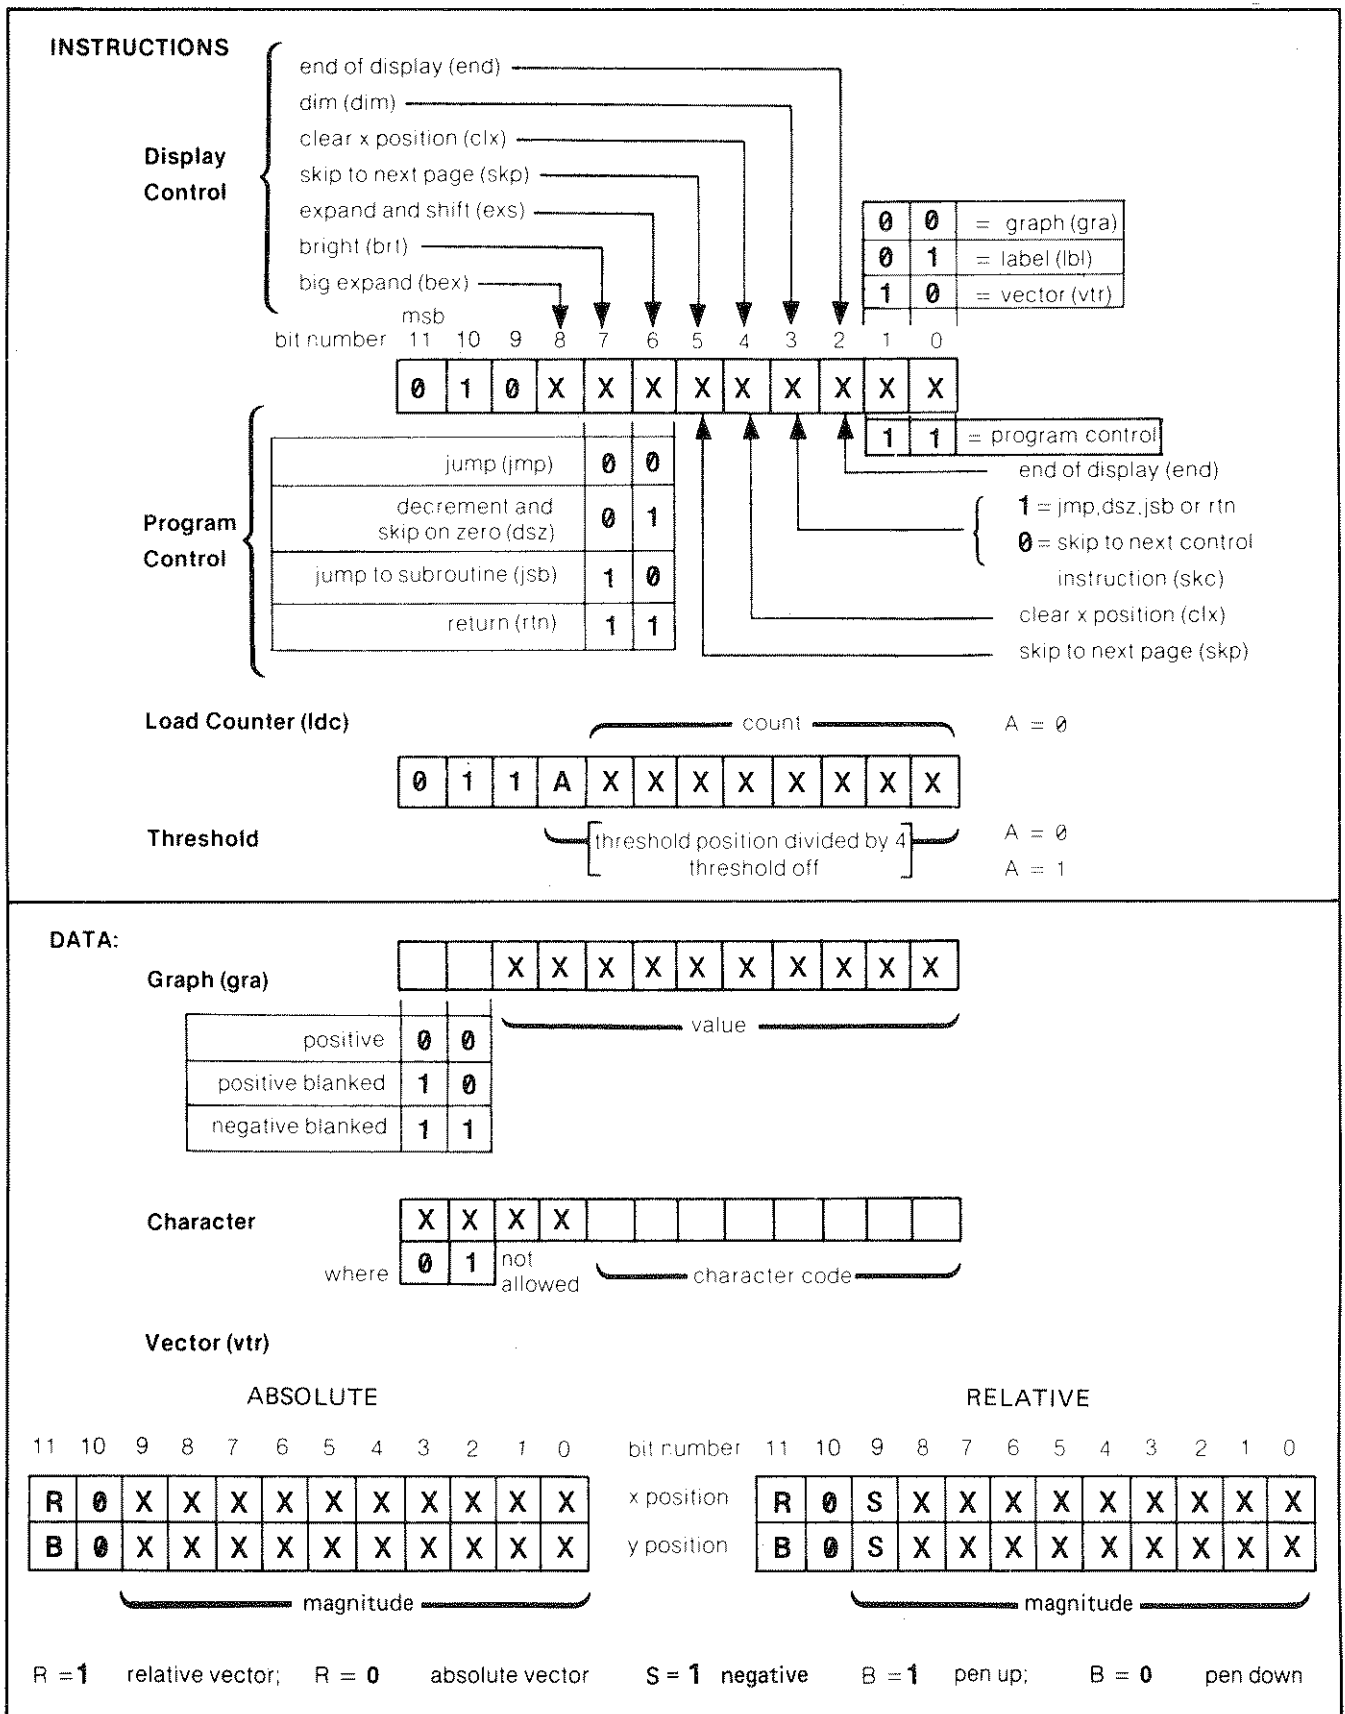 INSTRUCTIONS
end of display (end)
dim (dim)
clear x position (clx)
skip to next page (skp)
expand and shift (exs)
bright (brt)
big expand (bex)
Display
Control
0 0 = graph (gra)
0 1 = label (lbl)
1 0 = vector (vtr)
msb
bit number 11 10 9 8 7 6 5 4 3 2 1 0
0 1 0 X X X X X X X X X
1 1 = program control
Program
Control
jump (jmp) 0 0
decrement and
skip on zero (dsz) 0 1
jump to subroutine (jsb) 1 0
return (rtn) 1 1
end of display (end)
1 = jmp,dsz,jsb or rtn
0 = skip to next control
instruction (skc)
clear x position (clx)
skip to next page (skp)
Load Counter (ldc)
count
A = 0
0 1 1 A X X X X X X X X
Threshold
threshold position divided by 4
threshold off
A = 0
A = 1
DATA:
Graph (gra)
X X X X X X X X X X
value
positive 0 0
positive blanked 1 0
negative blanked 1 1
Character
X X X X
where 0 1 not
allowed
character code
Vector (vtr)
ABSOLUTE
RELATIVE
11 10 9 8 7 6 5 4 3 2 1 0 bit number 11 10 9 8 7 6 5 4 3 2 1 0
R 0 X X X X X X X X X X x position R 0 S X X X X X X X X X
B 0 X X X X X X X X X X y position B 0 S X X X X X X X X X
magnitude
magnitude
R = 1 relative vector; R = 0 absolute vector S = 1 negative B = 1 pen up; B = 0 pen down